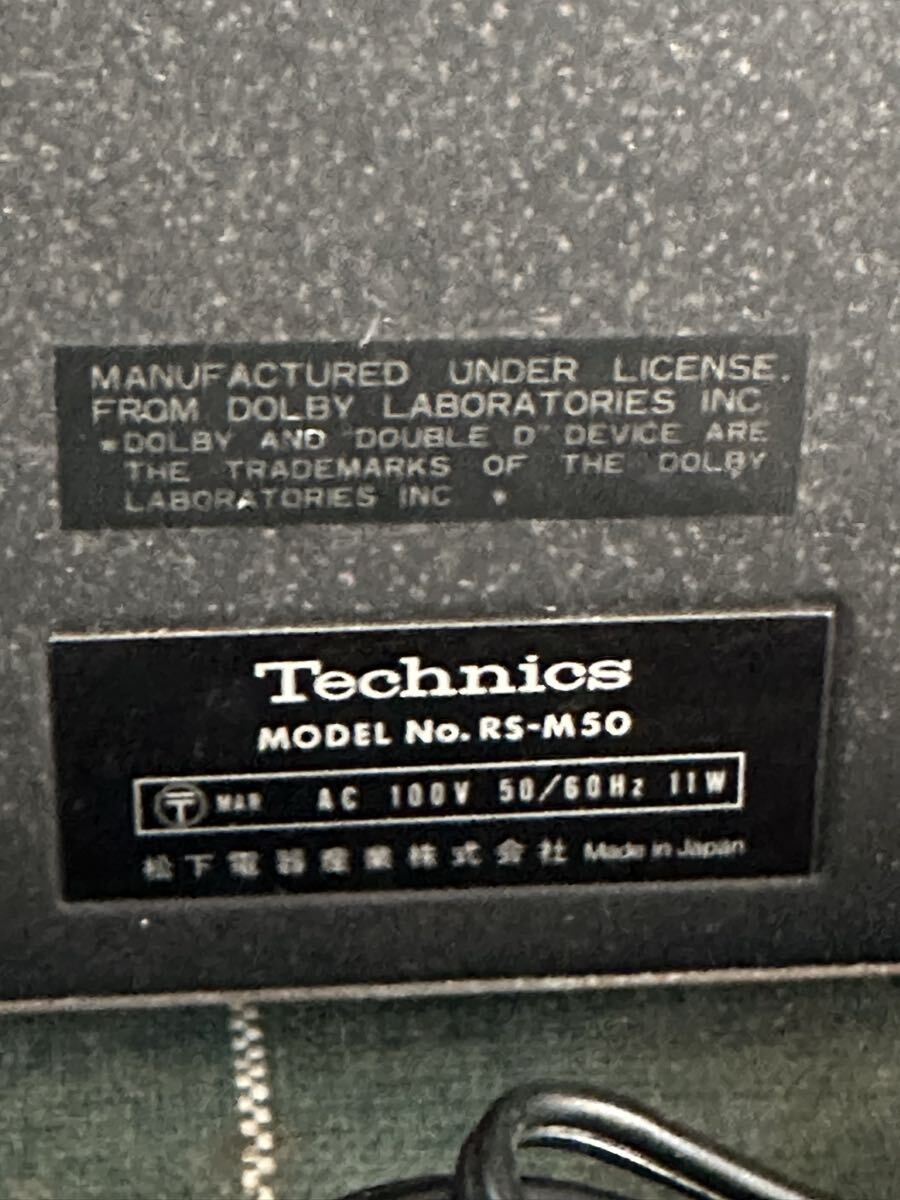 MANUFACTURED UNDER LICENSE.
FROM DOLBY LABORATORIES INC
*DOLBY AND "DOUBLE D" DEVICE ARE
THE TRADEMARKS OF THE DOLBY
LABORATORIES INC
Technics
MODEL No. RS-M50
T MAR AC 100V 50/60Hz 11W
松下電器産業株式会社 Made in Japan